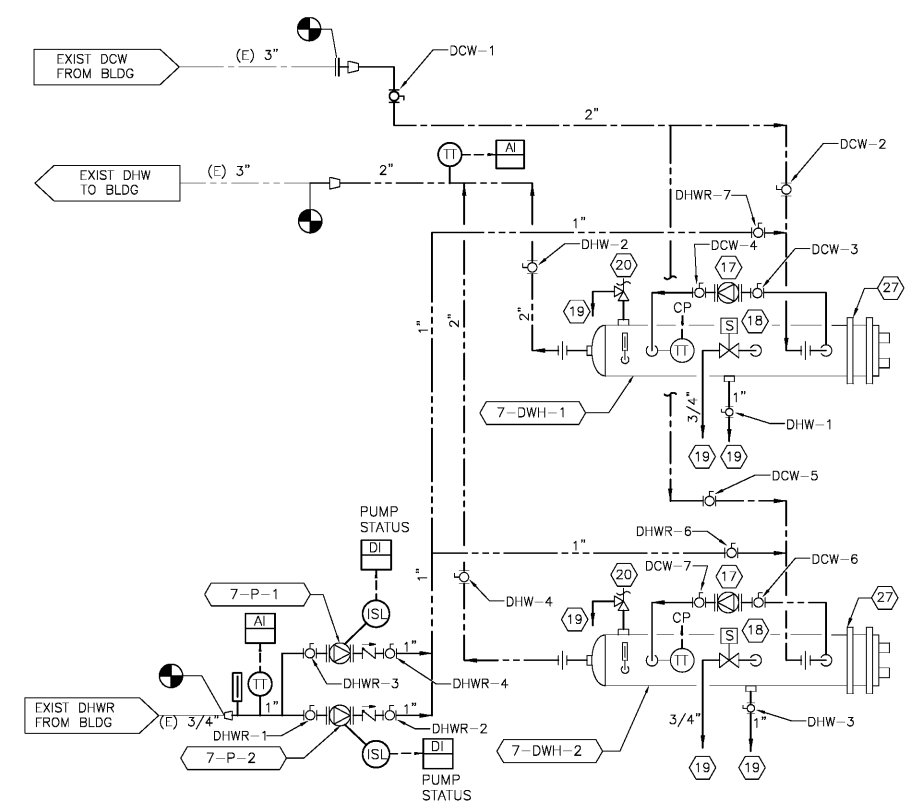 EXIST DCW
FROM BLDG
(E) 3"
DCW-1
2"
DCW-2
EXIST DHW
TO BLDG
(E) 3"
2"
TT
AI
DHWR-7
1"
DHW-2
DCW-4
DCW-3
20
17
27
19
CP
18
S
TT
1"
2"
2"
7-DWH-1
3/4"
1"
DHW-1
19
19
DCW-5
PUMP
STATUS
DI
DHWR-6
1"
DCW-6
DCW-7
20
17
27
1"
7-P-1
ISL
DHW-4
19
CP
18
S
TT
AI
TT
1"
DHWR-3
DHWR-4
EXIST DHWR
FROM BLDG
(E) 3/4"
1"
1"
DHWR-1
DHWR-2
7-P-2
ISL
DI
PUMP
STATUS
7-DWH-2
3/4"
1"
DHW-3
19
19